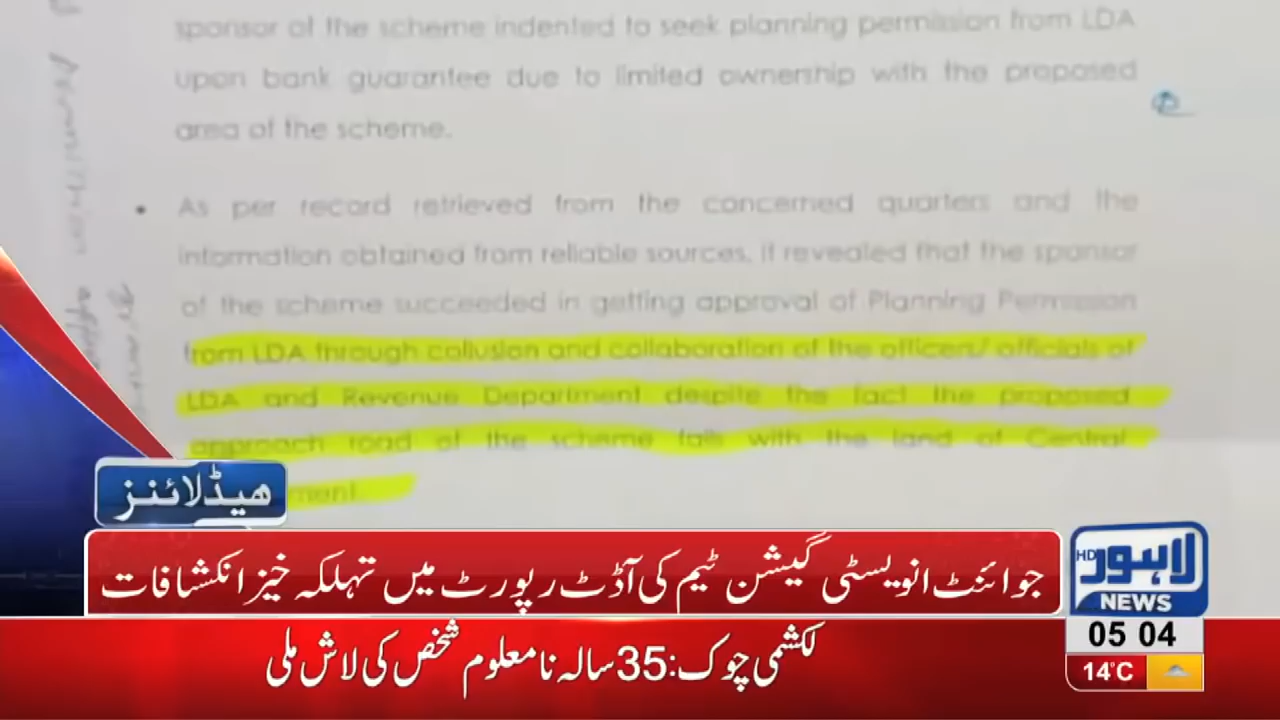 sponsor of the scheme indented to seek planning permission from LDA
upon bank guarantee due to limited ownership with the proposed
area of the scheme.
• As per record retrieved from the concerned quarters and the
information obtained from reliable sources, it revealed that the sponsor
of the scheme succeeded in getting approval of Planning Permission
from LDA through collusion and collaboration of the officers/ officials of
LDA and Revenue Department despite the fact the proposed
approach road of the scheme falls with the land of Central
ment.
ھیڈلائنز
جوائنٹ انویسٹی گیشن ٹیم کی آڈٹ رپورٹ میں تہلکہ خیز انکشافات
لاہور HD
NEWS
05 04
14°C
لکشمی چوک: 35 سالہ نامعلوم شخص کی لاش ملی